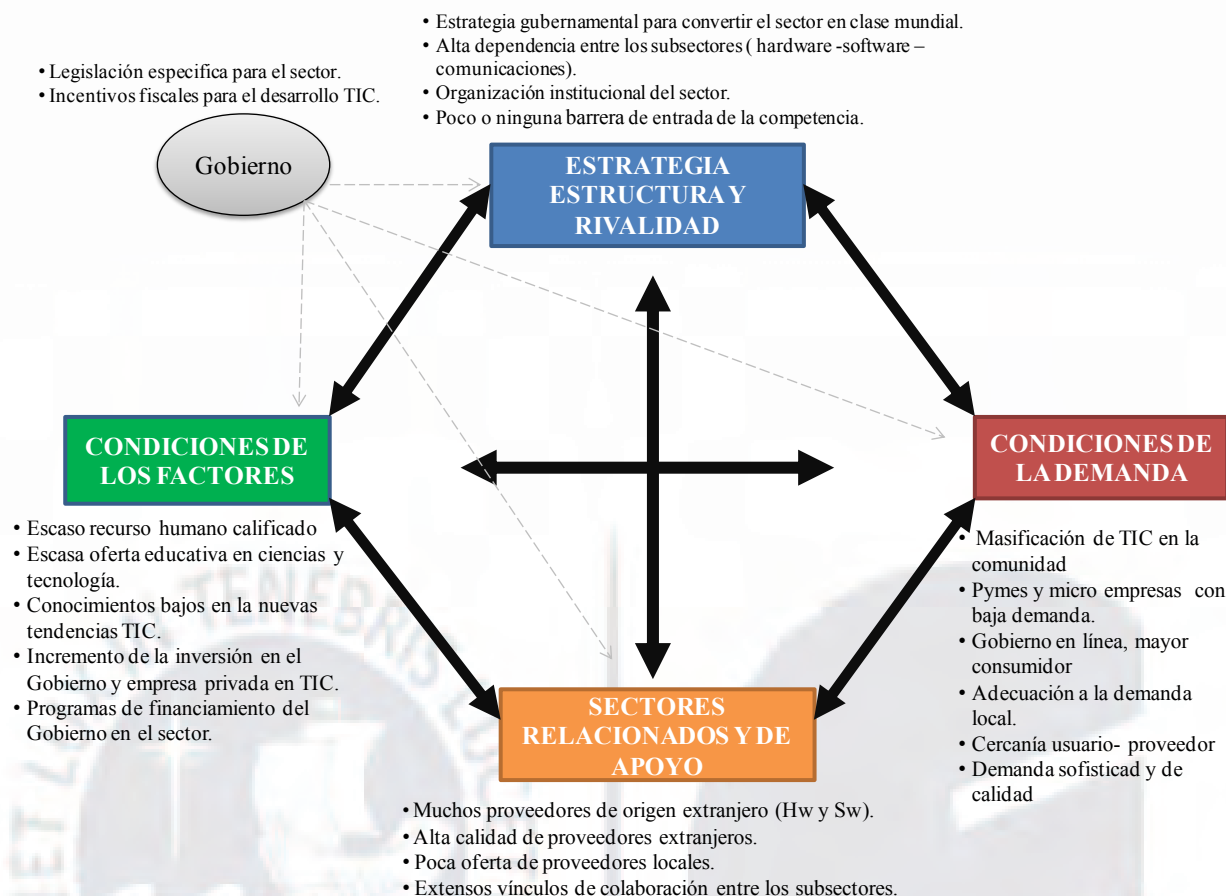 • Estrategia gubernamental para convertir el sector en clase mundial.
• Alta dependencia entre los subsectores ( hardware -software –
comunicaciones).
• Organización institucional del sector.
• Poco o ninguna barrera de entrada de la competencia.
• Legislación especifica para el sector.
• Incentivos fiscales para el desarrollo TIC.
Gobierno
ESTRATEGIA
ESTRUCTURA Y
RIVALIDAD
CONDICIONES DE
LOS FACTORES
CONDICIONES DE
LA DEMANDA
• Escaso recurso humano calificado
• Escasa oferta educativa en ciencias y
tecnología.
• Conocimientos bajos en la nuevas
tendencias TIC.
• Incremento de la inversión en el
Gobierno y empresa privada en TIC.
• Programas de financiamiento del
Gobierno en el sector.
• Masificación de TIC en la
comunidad
• Pymes y micro empresas con
baja demanda.
• Gobierno en línea, mayor
consumidor
• Adecuación a la demanda
local.
• Cercanía usuario- proveedor
• Demanda sofisticad y de
calidad
SECTORES
RELACIONADOS Y DE
APOYO
• Muchos proveedores de origen extranjero (Hw y Sw).
• Alta calidad de proveedores extranjeros.
• Poca oferta de proveedores locales.
• Extensos vínculos de colaboración entre los subsectores.
ET LUX IN TENEBRIS LUC